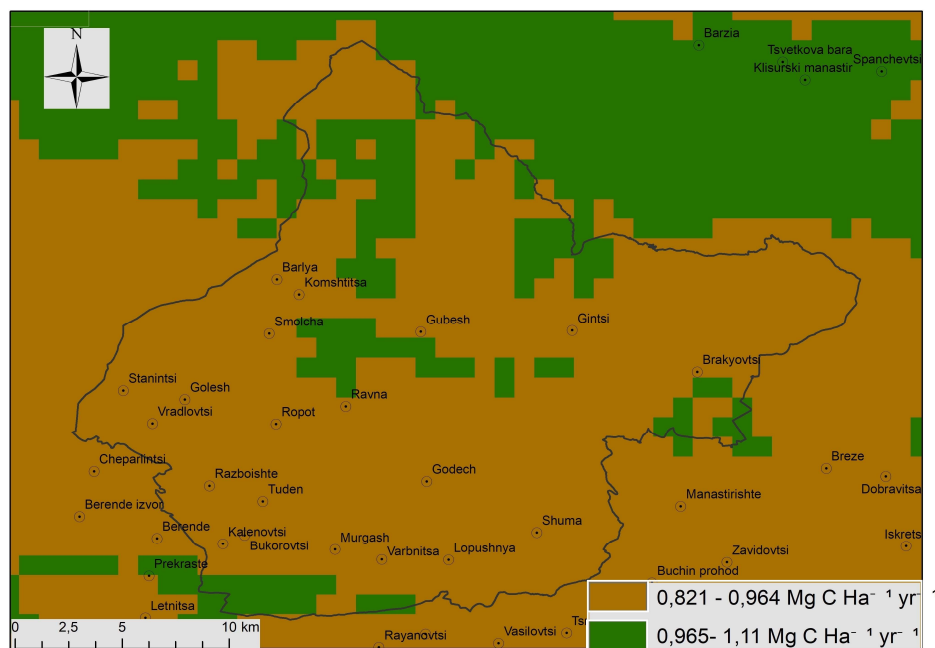 N
Barzia
Tsvetkova bara
Klisurski manastir
Spanchevtsi
Barlya
Komshtitsa
Smolcha
Gubesh
Gintsi
Brakyovtsi
Stanintsi
Golesh
Vradlovtsi
Ropot
Ravna
Cheparlintsi
Razboishte
Tuden
Godech
Breze
Dobravitsa
Manastirishte
Berende izvor
Berende
Kalenovtsi
Bukorovtsi
Murgash
Varbnitsa
Lopushnya
Shuma
Iskrets
Zavidovtsi
Buchin prohod
Prekraste
Letnitsa
Rayanovtsi
Vasilovtsi
0 2,5 5 10 km
0,821 - 0,964 Mg C Ha⁻ ¹ yr⁻ ¹
0,965- 1,11 Mg C Ha⁻ ¹ yr⁻ ¹